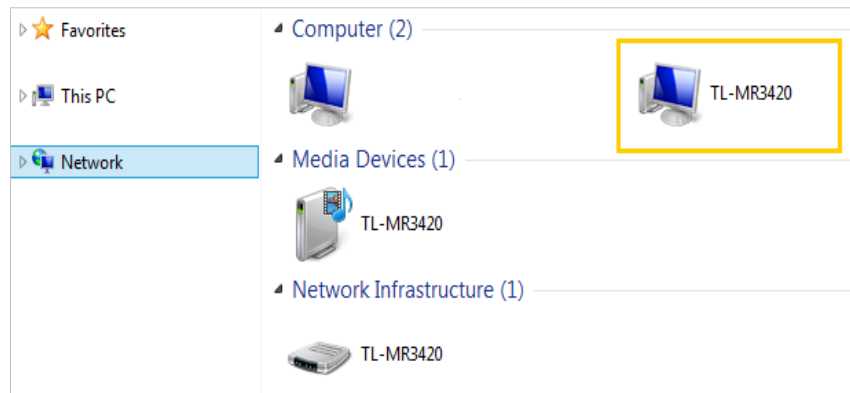 Favorites
This PC
Network
Computer (2)
TL-MR3420
Media Devices (1)
TL-MR3420
Network Infrastructure (1)
TL-MR3420